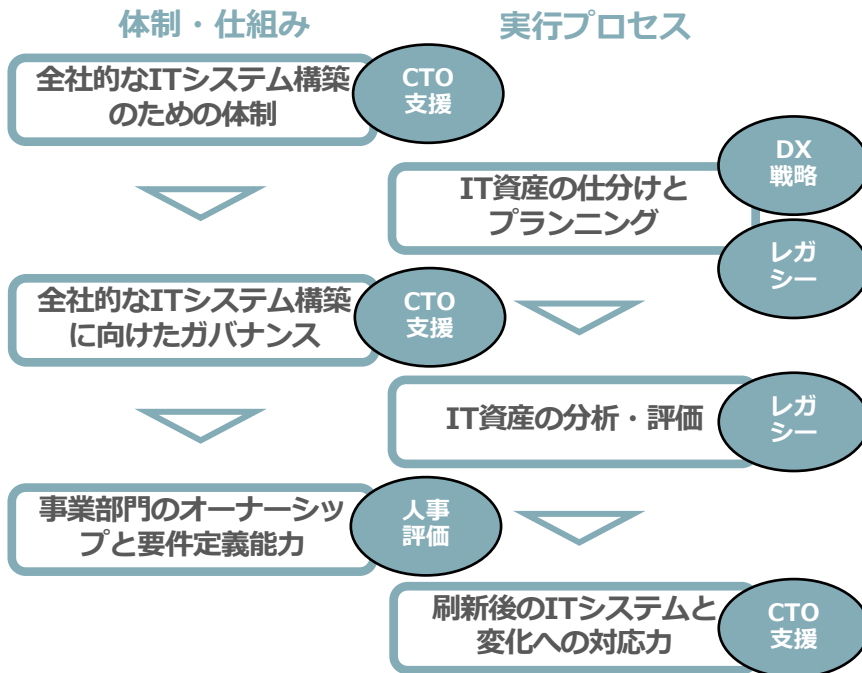 体制・仕組み
実行プロセス
全社的なITシステム構築
のための体制
CTO
支援
IT資産の仕分けと
プランニング
DX
戦略
レガ
シー
全社的なITシステム構築
に向けたガバナンス
CTO
支援
IT資産の分析・評価
レガ
シー
事業部門のオーナーシッ
プと要件定義能力
人事
評価
刷新後のITシステムと
変化への対応力
CTO
支援